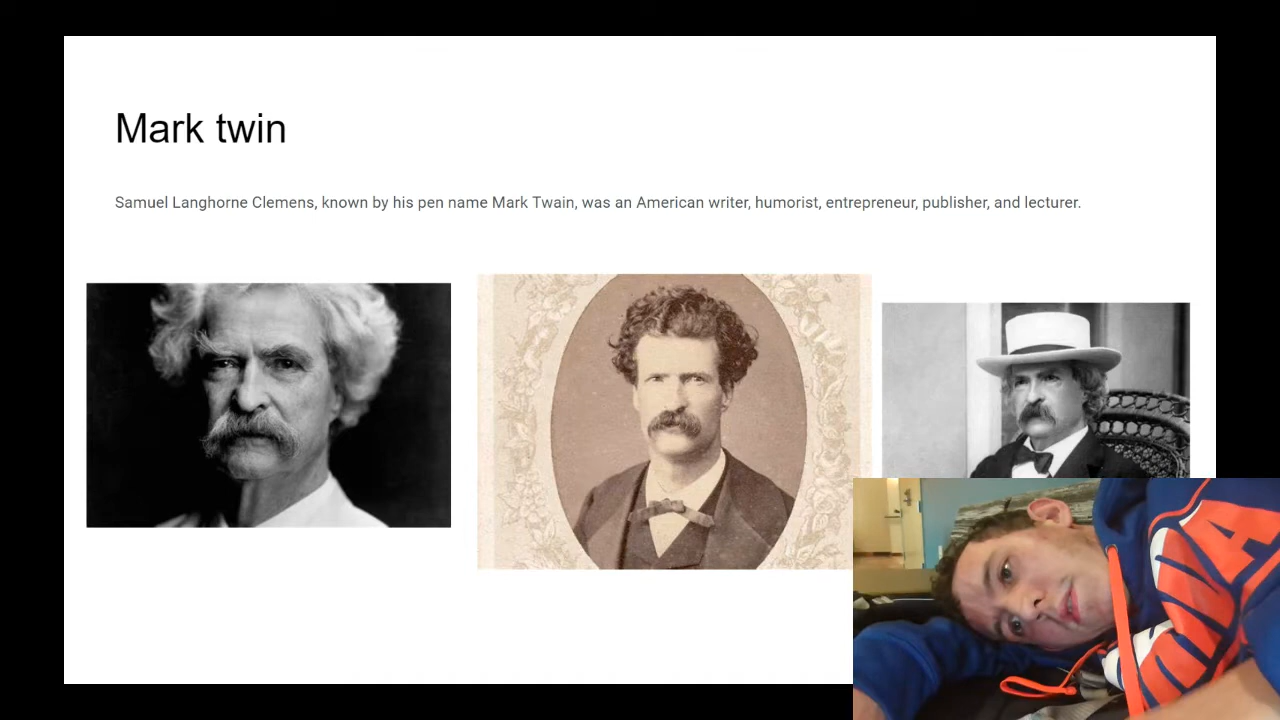 Mark twin
Samuel Langhorne Clemens, known by his pen name Mark Twain, was an American writer, humorist, entrepreneur, publisher, and lecturer.